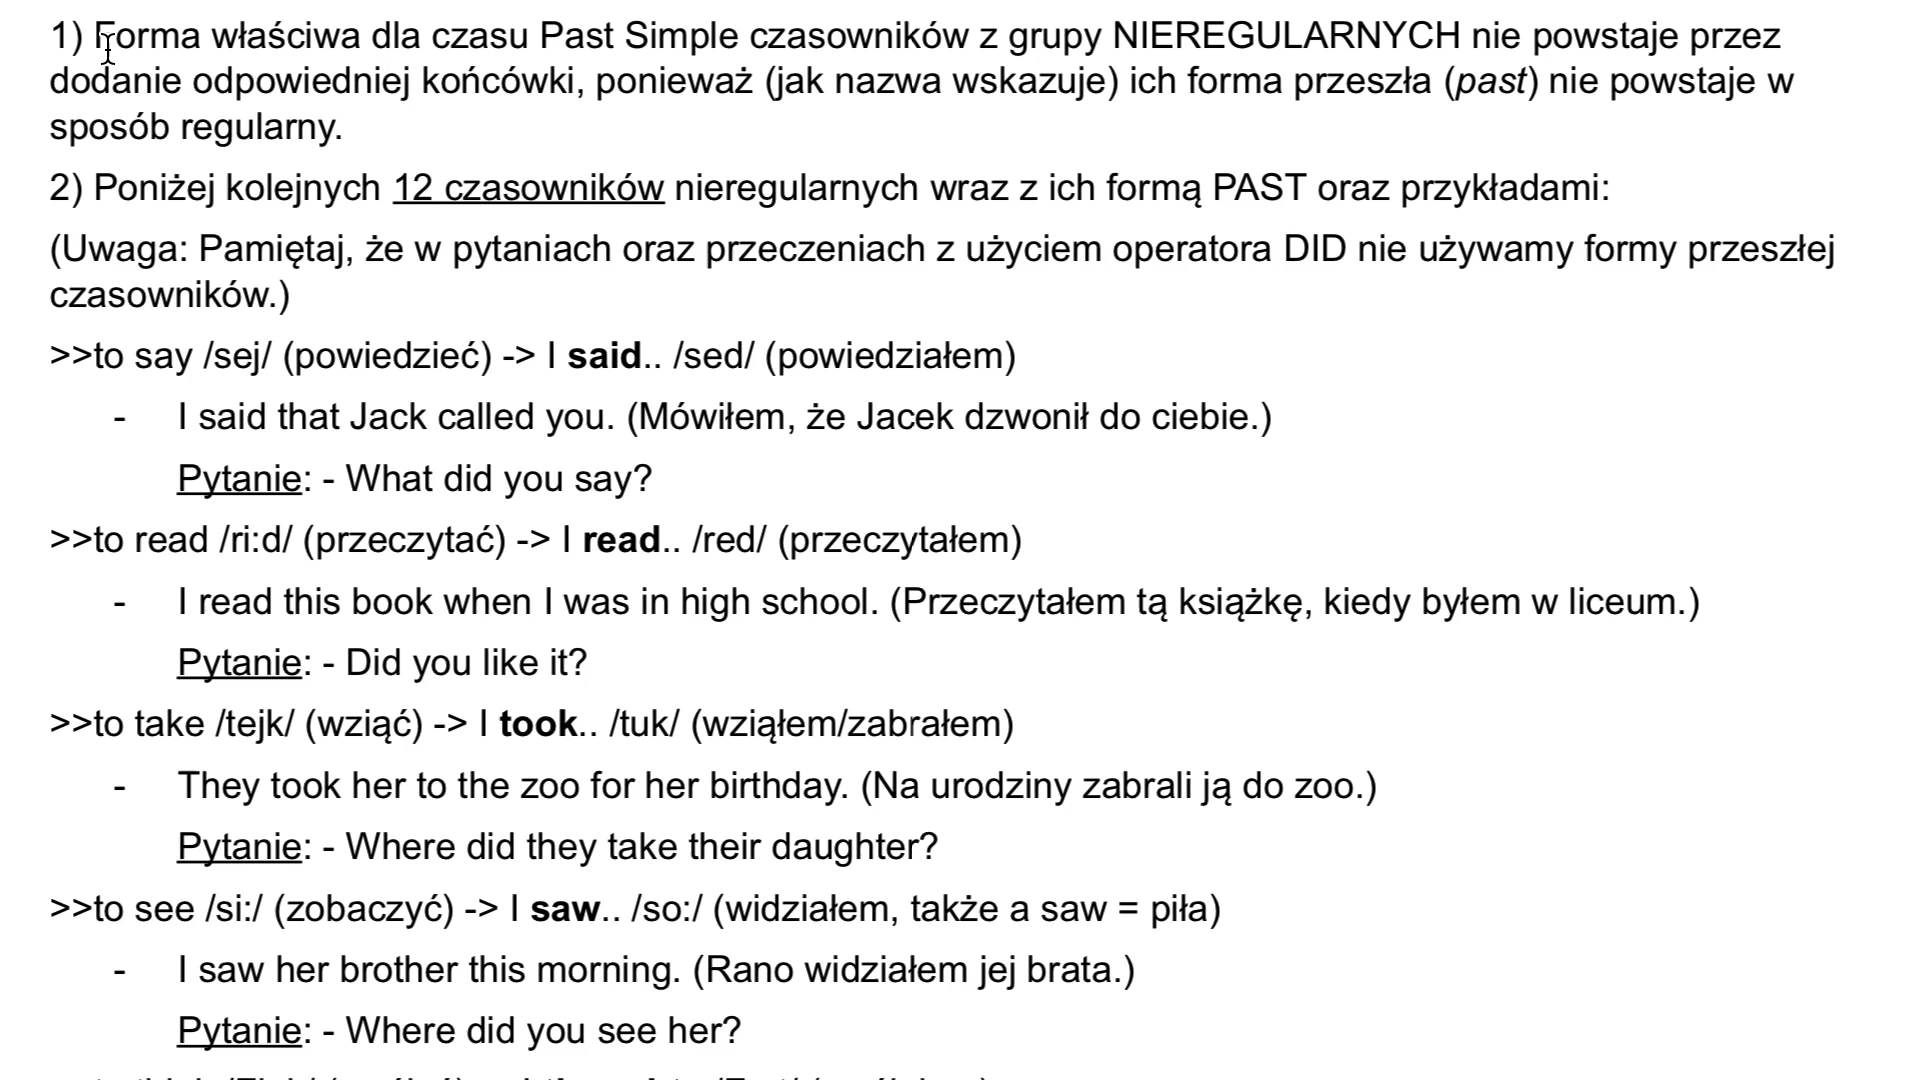 1) Forma właściwa dla czasu Past Simple czasowników z grupy NIEREGULARNYCH nie powstaje przez
dodanie odpowiedniej końcówki, ponieważ (jak nazwa wskazuje) ich forma przeszła (past) nie powstaje w
sposób regularny.
2) Poniżej kolejnych 12 czasowników nieregularnych wraz z ich formą PAST oraz przykładami:
(Uwaga: Pamiętaj, że w pytaniach oraz przeczeniach z użyciem operatora DID nie używamy formy przeszłej
czasowników.)
>>to say /sej/ (powiedzieć) -> I said.. /sed/ (powiedziałem)
- I said that Jack called you. (Mówiłem, że Jacek dzwonił do ciebie.)
Pytanie: - What did you say?
>>to read /ri:d/ (przeczytać) -> I read.. /red/ (przeczytałem)
- I read this book when I was in high school. (Przeczytałem tą książkę, kiedy byłem w liceum.)
Pytanie: - Did you like it?
>>to take /tejk/ (wziąć) -> I took.. /tuk/ (wziąłem/zabrałem)
- They took her to the zoo for her birthday. (Na urodziny zabrali ją do zoo.)
Pytanie: - Where did they take their daughter?
>>to see /si:/ (zobaczyć) -> I saw.. /so:/ (widziałem, także a saw = piła)
- I saw her brother this morning. (Rano widziałem jej brata.)
Pytanie: - Where did you see her?